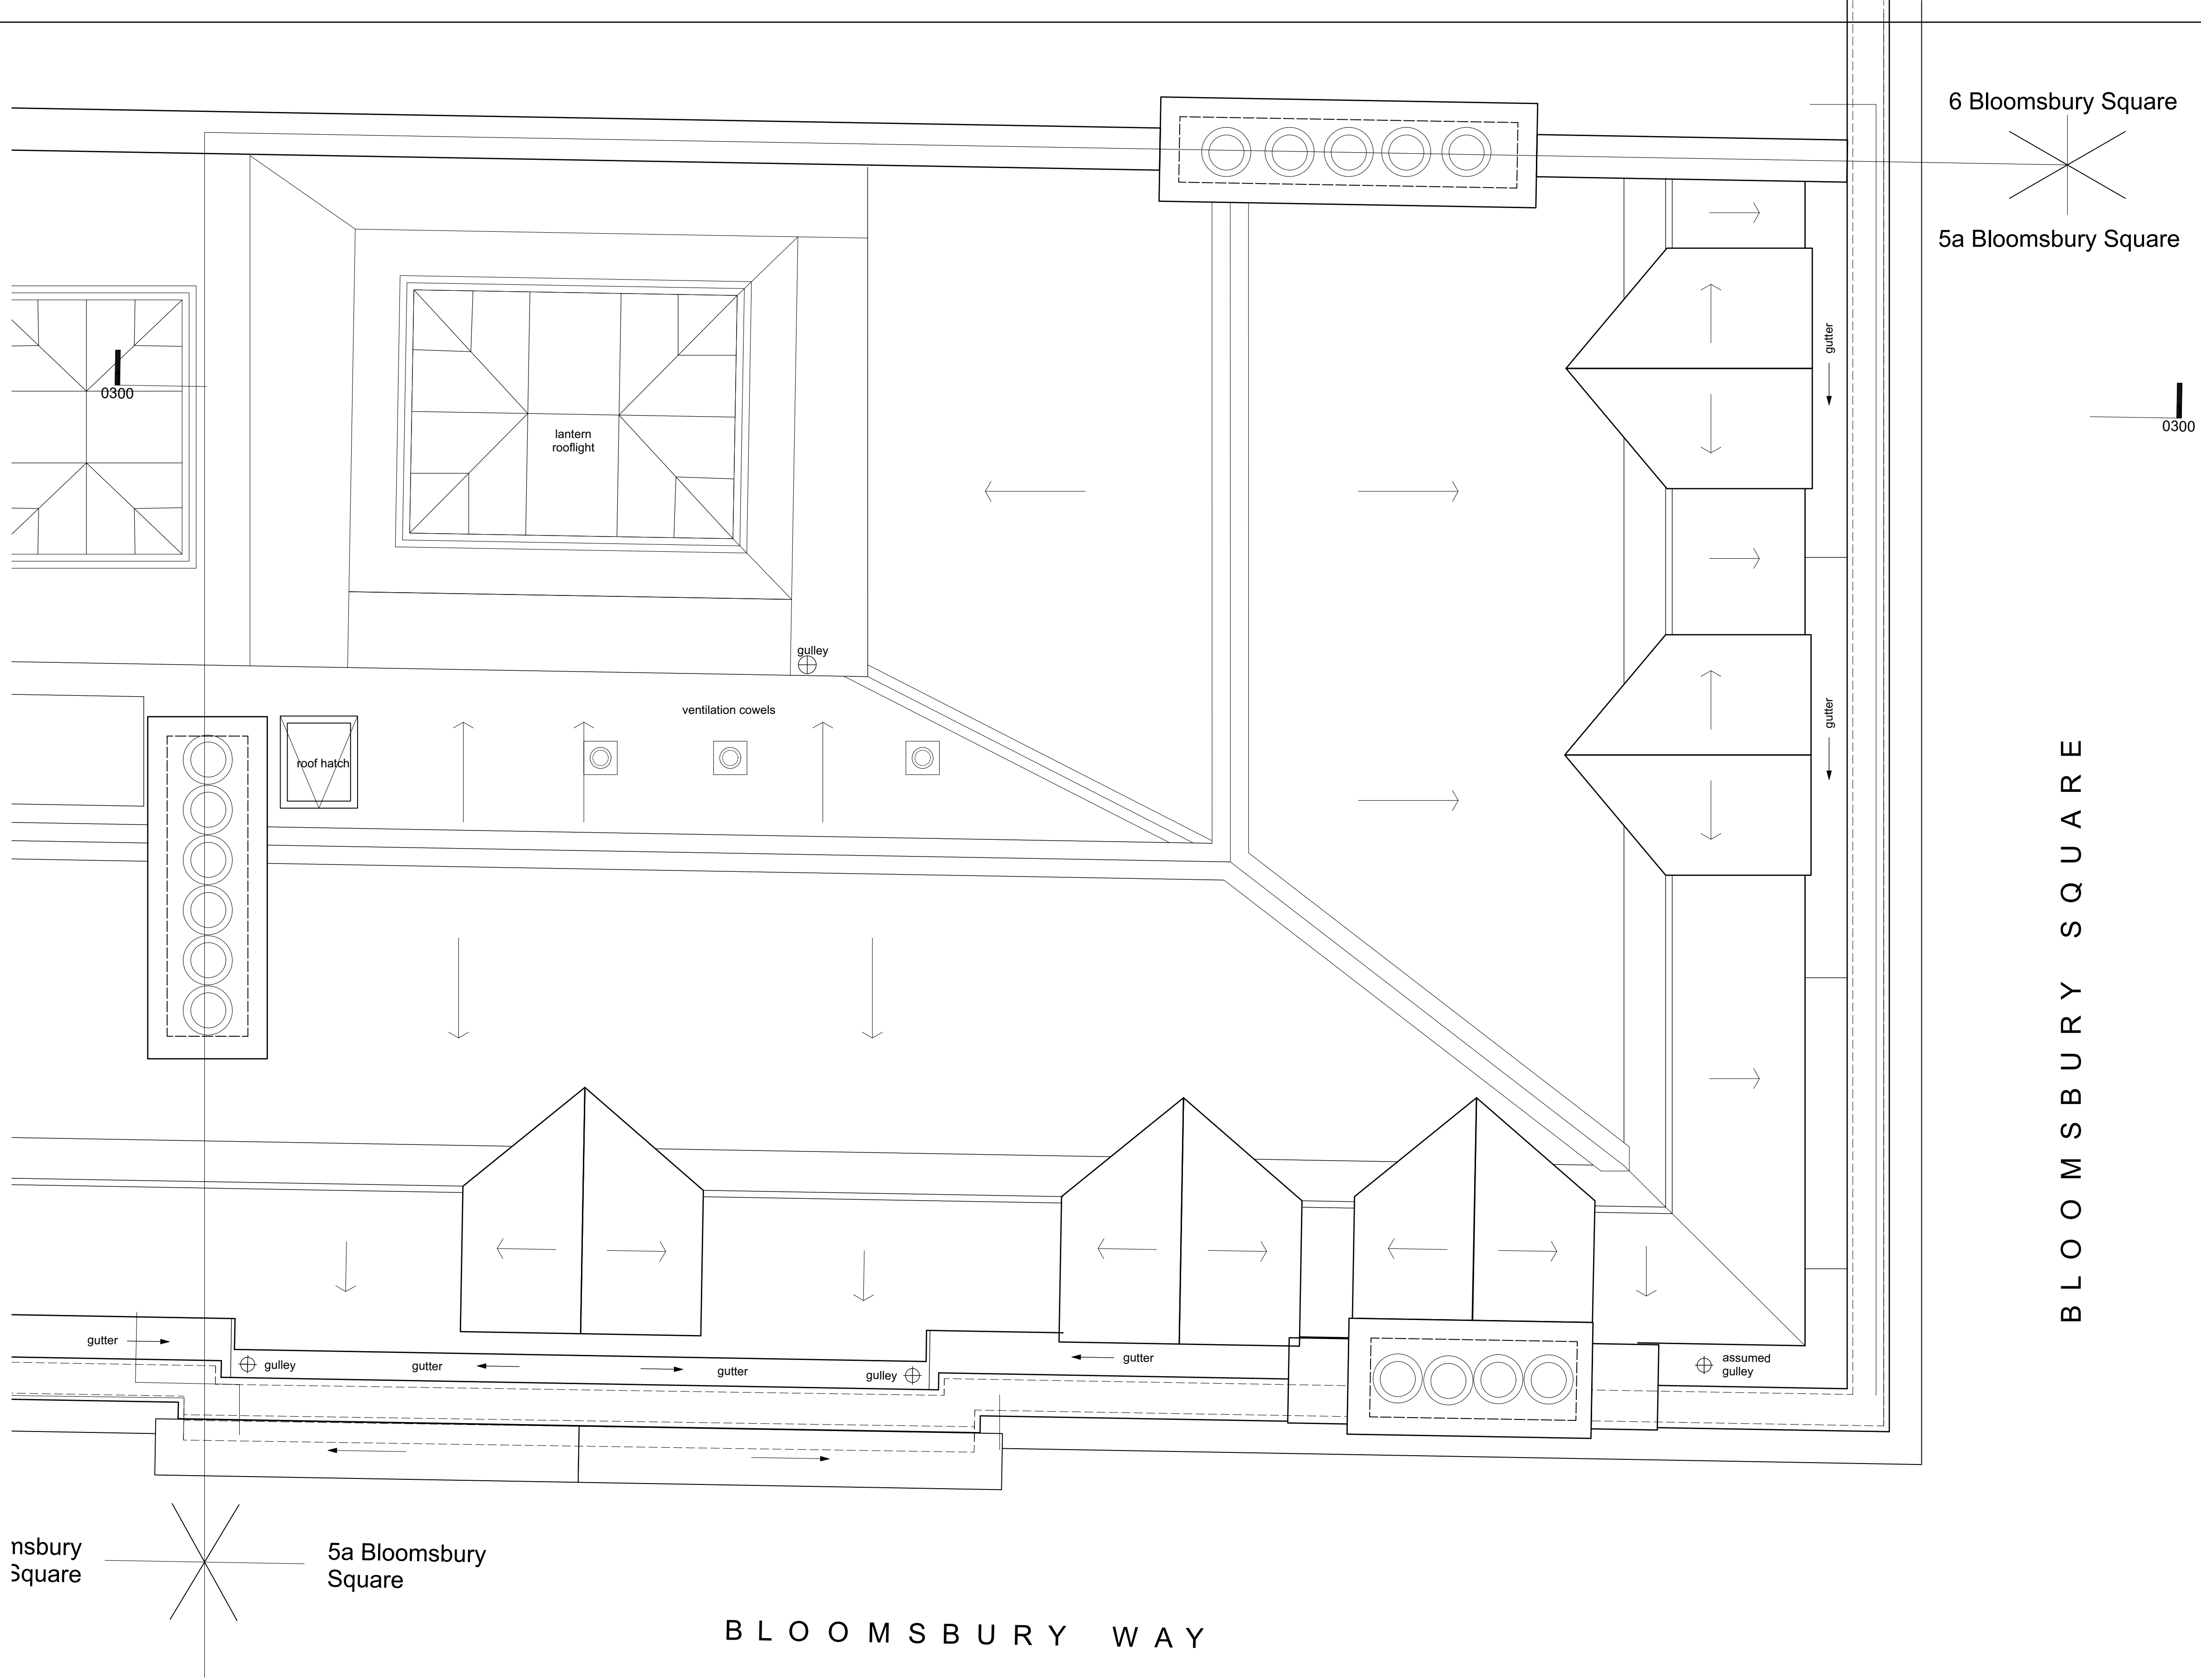 6 Bloomsbury Square
5a Bloomsbury Square
gutter
0300
0300
lantern
rooflight
gulley
ventilation cowels
gutter
roof hatch
BLOOMSBURY SQUARE
gutter
gulley
gutter
gutter
gulley
gutter
assumed
gulley
msbury
Square
5a Bloomsbury
Square
BLOOMSBURY WAY